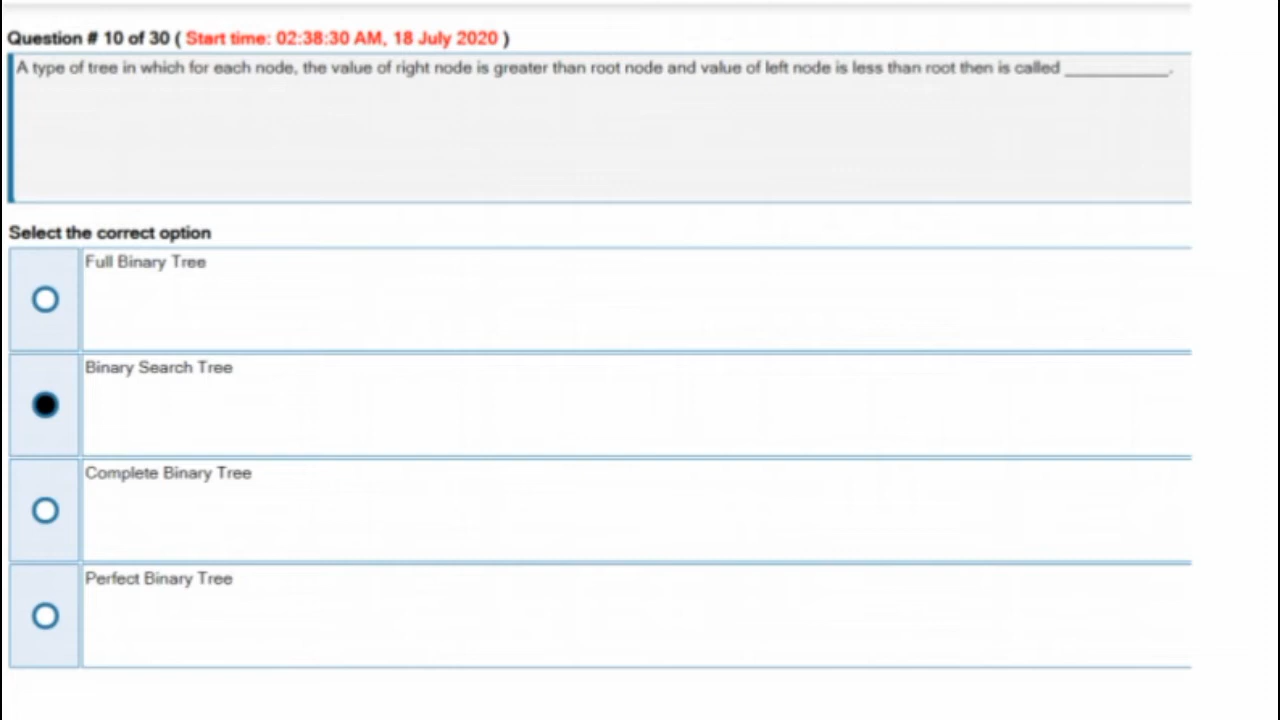 Question # 10 of 30 ( Start time: 02:38:30 AM, 18 July 2020 )
A type of tree in which for each node, the value of right node is greater than root node and value of left node is less than root then is called ___________.
Select the correct option
Full Binary Tree
Binary Search Tree
Complete Binary Tree
Perfect Binary Tree